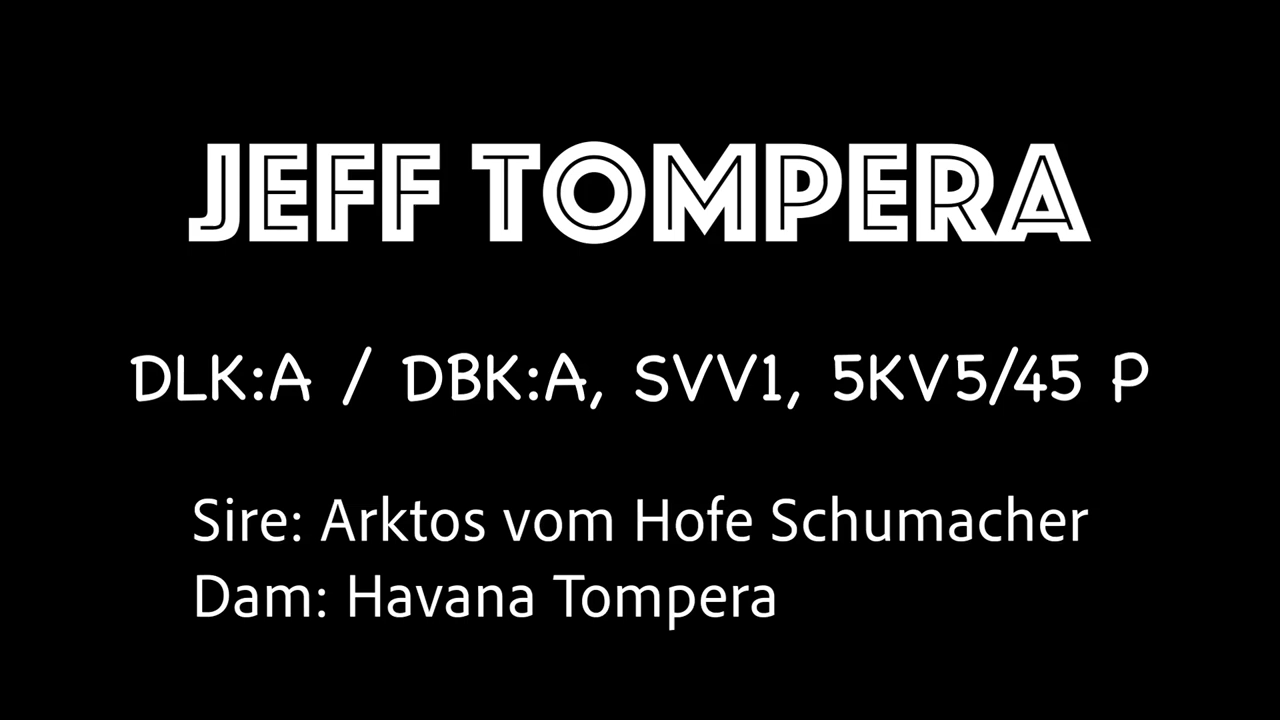 JEFF TOMPERA
DLK:A / DBK:A, SVV1, 5KV5/45 P
Sire: Arktos vom Hofe Schumacher
Dam: Havana Tompera